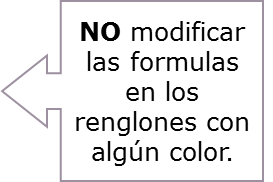 NO modificar
las formulas
en los
renglones con
algún color.